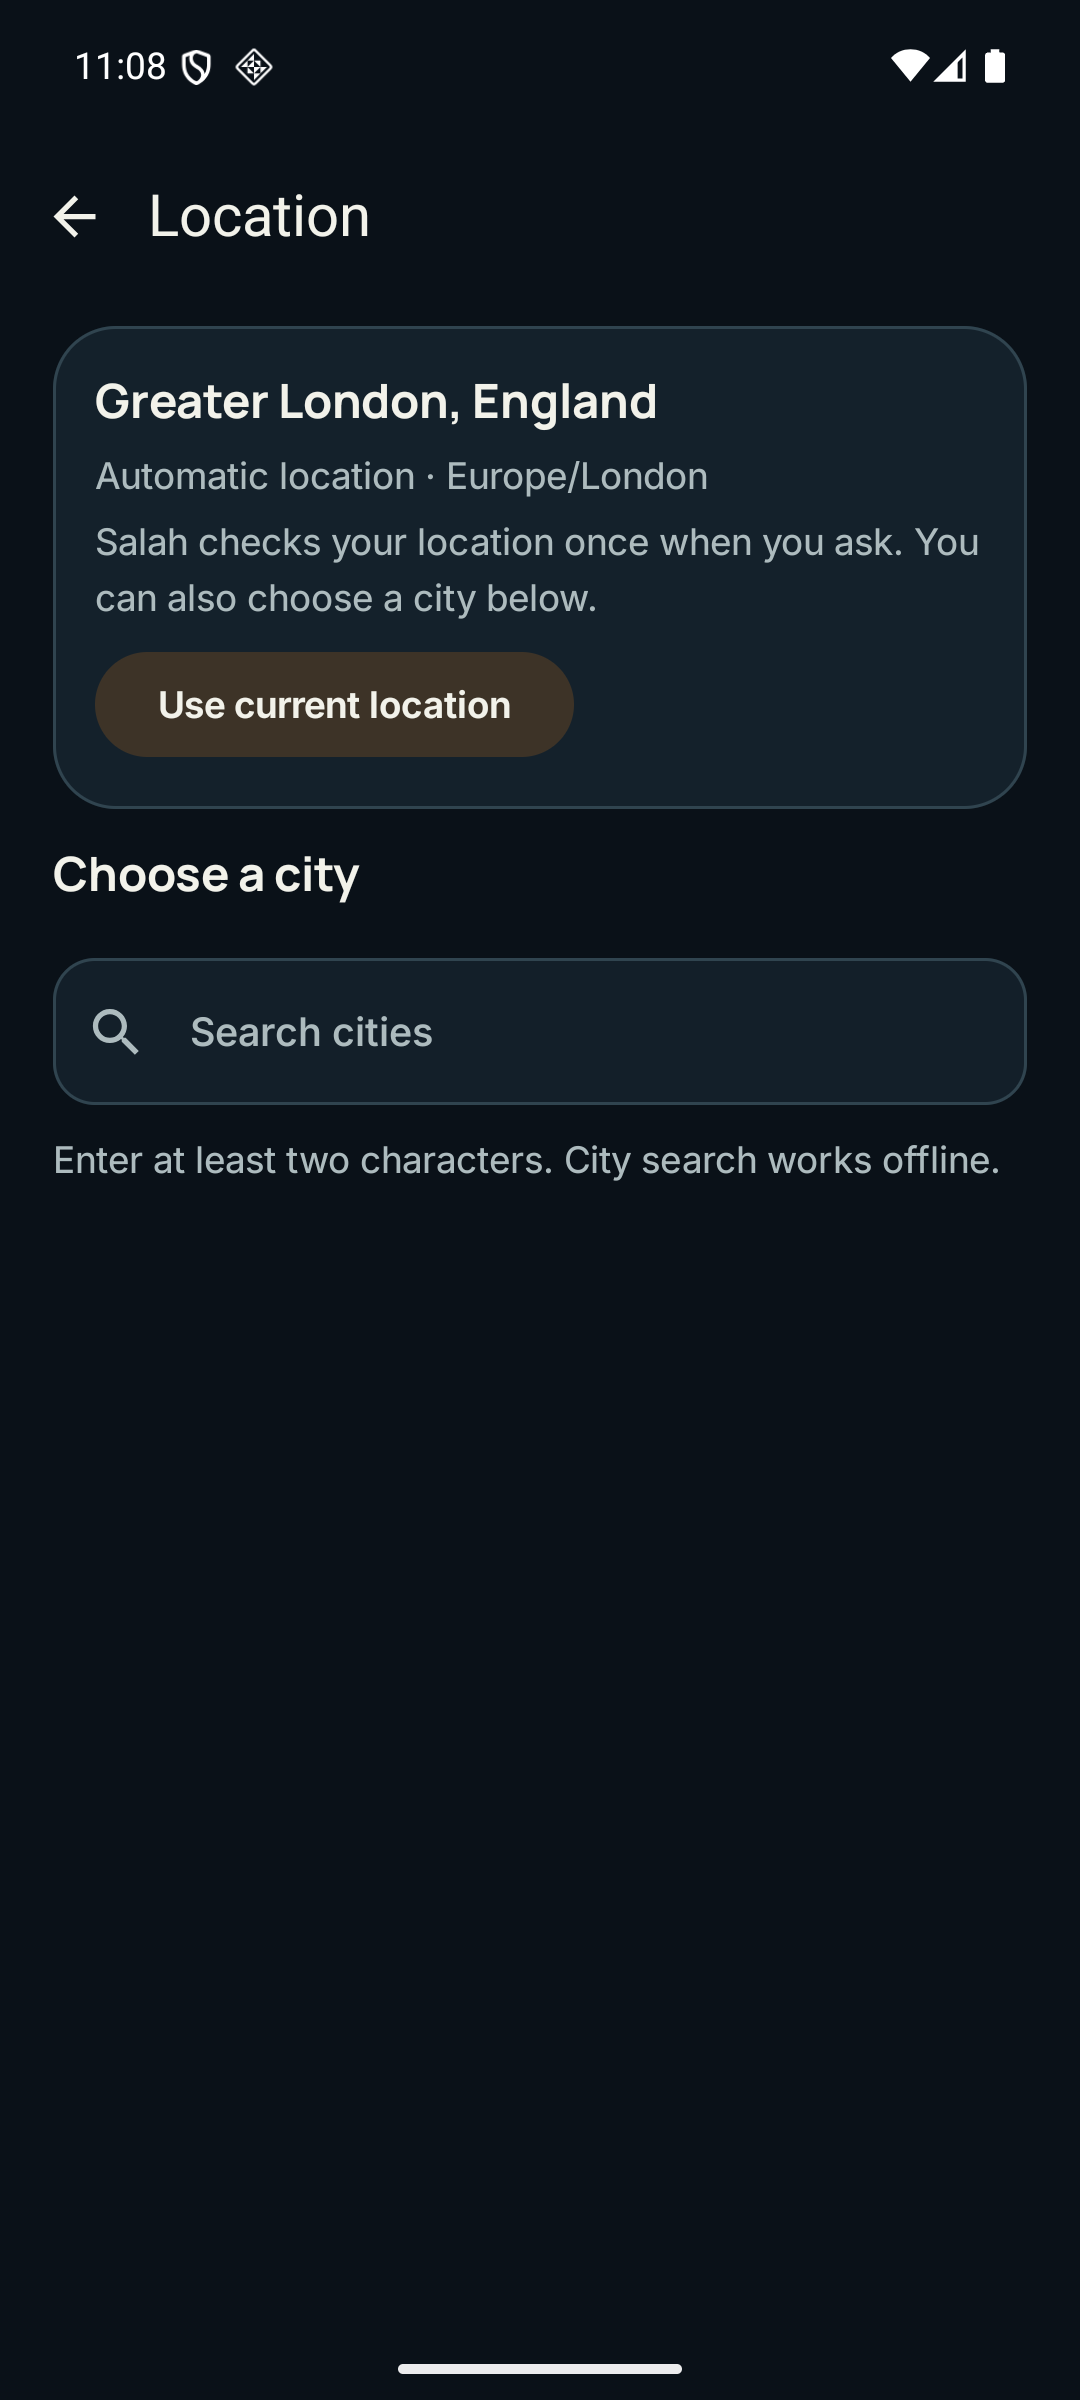 11:08
Location
Greater London, England
Automatic location · Europe/London
Salah checks your location once when you ask. You
can also choose a city below.
Use current location
Choose a city
Search cities
Enter at least two characters. City search works offline.